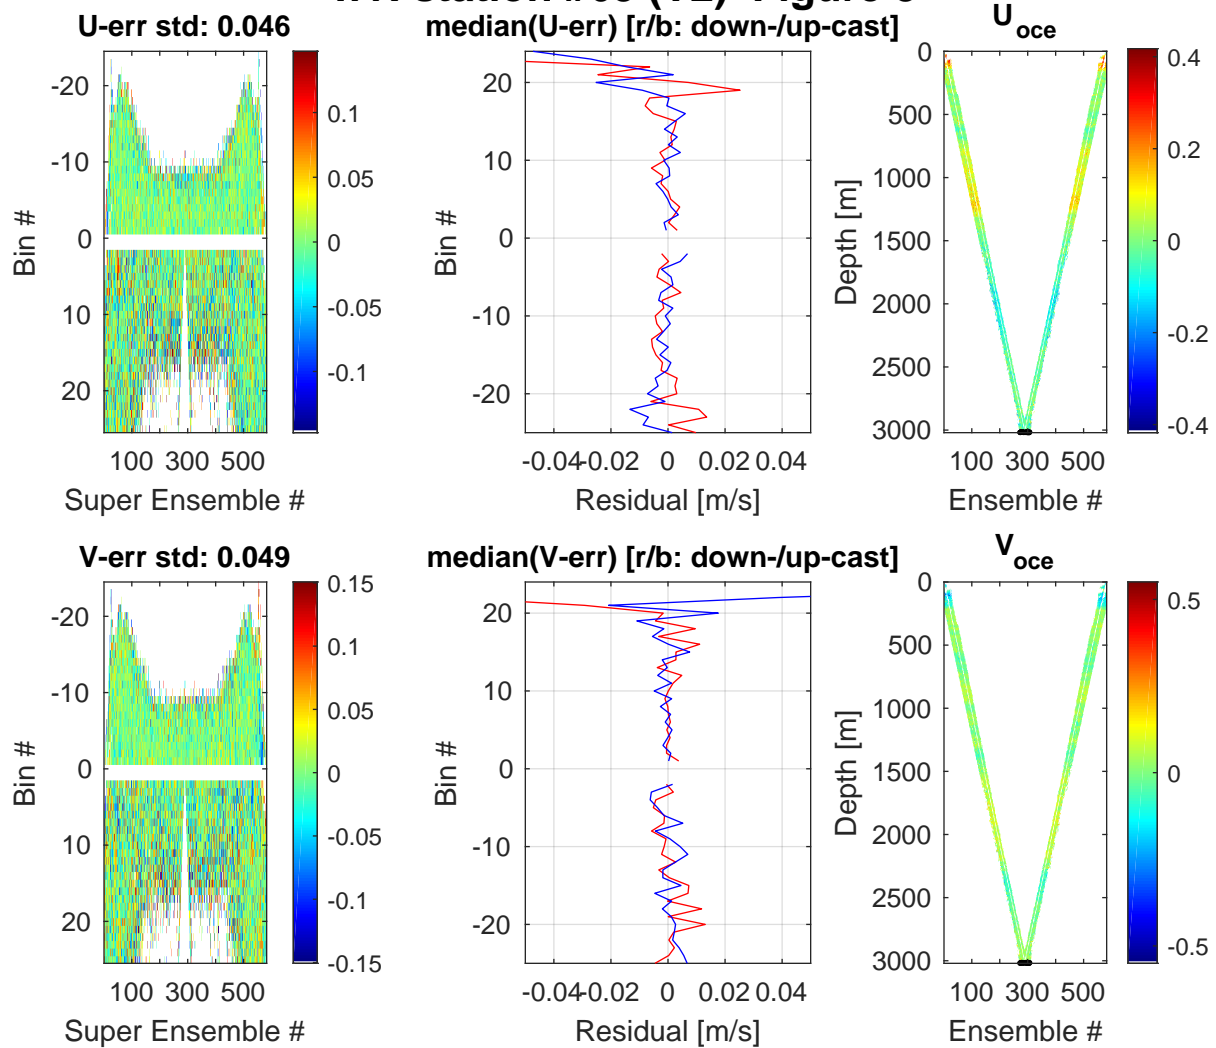 U-err std: 0.046
-20
-10
0
10
20
100 300 500
Super Ensemble #
Bin #
0.1
0.05
0
-0.05
-0.1
median(U-err) [r/b: down-/up-cast]
20
10
0
-10
-20
-0.04 -0.02 0 0.02 0.04
Residual [m/s]
Bin #
U oce
0
500
1000
1500
2000
2500
3000
300 500
100
Ensemble #
Depth [m]
0.4
0.2
0
-0.2
-0.4
V-err std: 0.049
-20
-10
0
10
20
100 300 500
Super Ensemble #
Bin #
0.15
0.1
0.05
0
-0.05
-0.1
-0.15
median(V-err) [r/b: down-/up-cast]
20
10
0
-10
-20
-0.04 -0.02 0 0.02 0.04
Residual [m/s]
Bin #
V oce
0
500
1000
1500
2000
2500
3000
100 300 500
Ensemble #
Depth [m]
0.5
0
-0.5